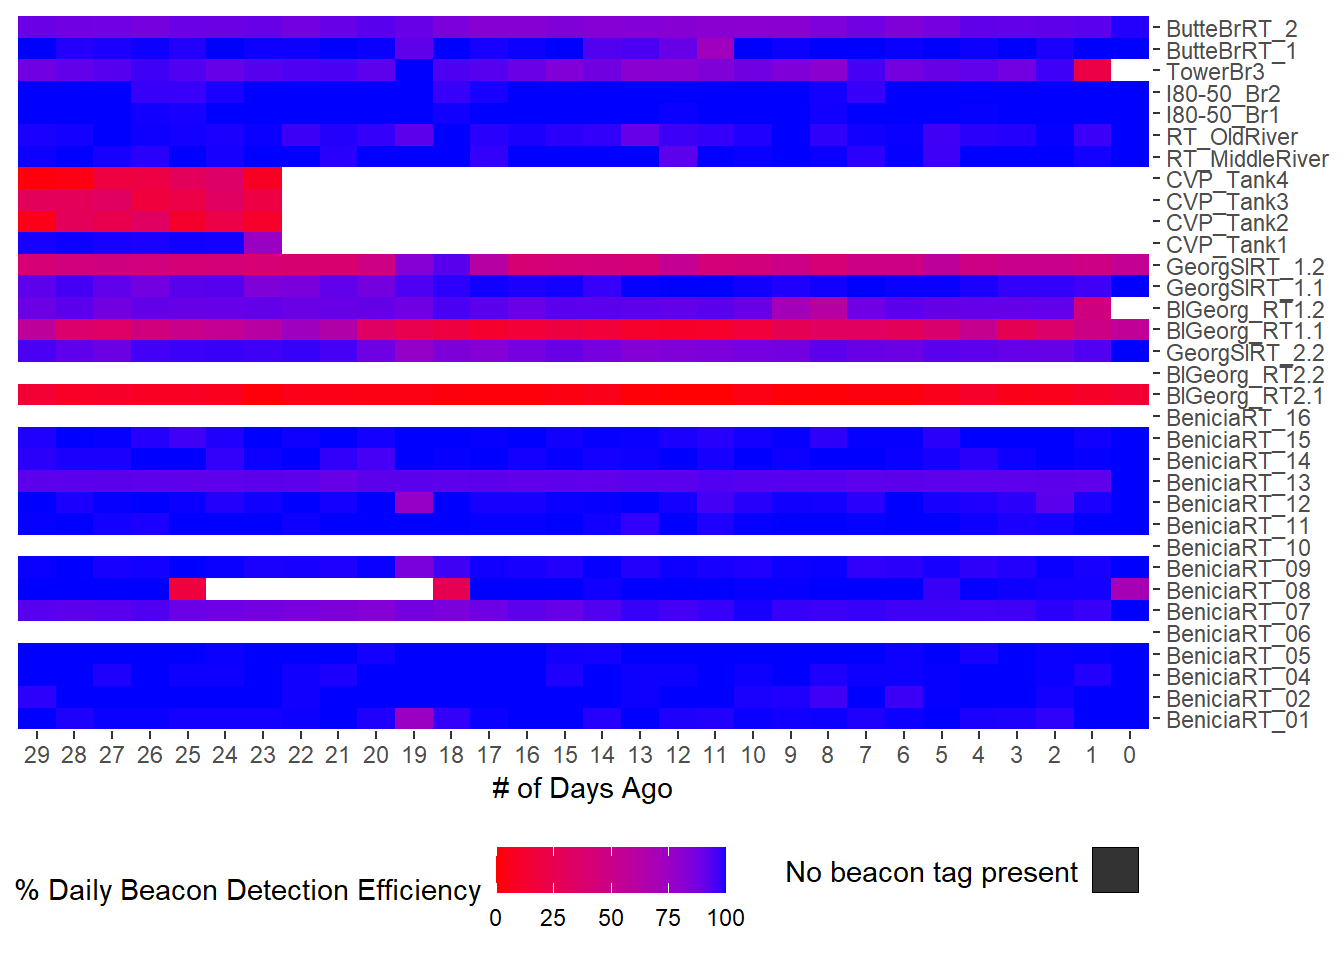 ButteBrRT_2
ButteBrRT_1
TowerBr3
I80-50_Br2
I80-50_Br1
RT_OldRiver
RT_MiddleRiver
CVP_Tank4
CVP_Tank3
CVP_Tank2
CVP_Tank1
GeorgSlRT_1.2
GeorgSlRT_1.1
BlGeorg_RT1.2
BlGeorg_RT1.1
GeorgSlRT_2.2
BlGeorg_RT2.2
BlGeorg_RT2.1
BeniciaRT_16
BeniciaRT_15
BeniciaRT_14
BeniciaRT_13
BeniciaRT_12
BeniciaRT_11
BeniciaRT_10
BeniciaRT_09
BeniciaRT_08
BeniciaRT_07
BeniciaRT_06
BeniciaRT_05
BeniciaRT_04
BeniciaRT_02
BeniciaRT_01
29 28 27 26 25 24 23 22 21 20 19 18 17 16 15 14 13 12 11 10 9 8 7 6 5 4 3 2 1 0
# of Days Ago
% Daily Beacon Detection Efficiency
0 25 50 75 100
No beacon tag present